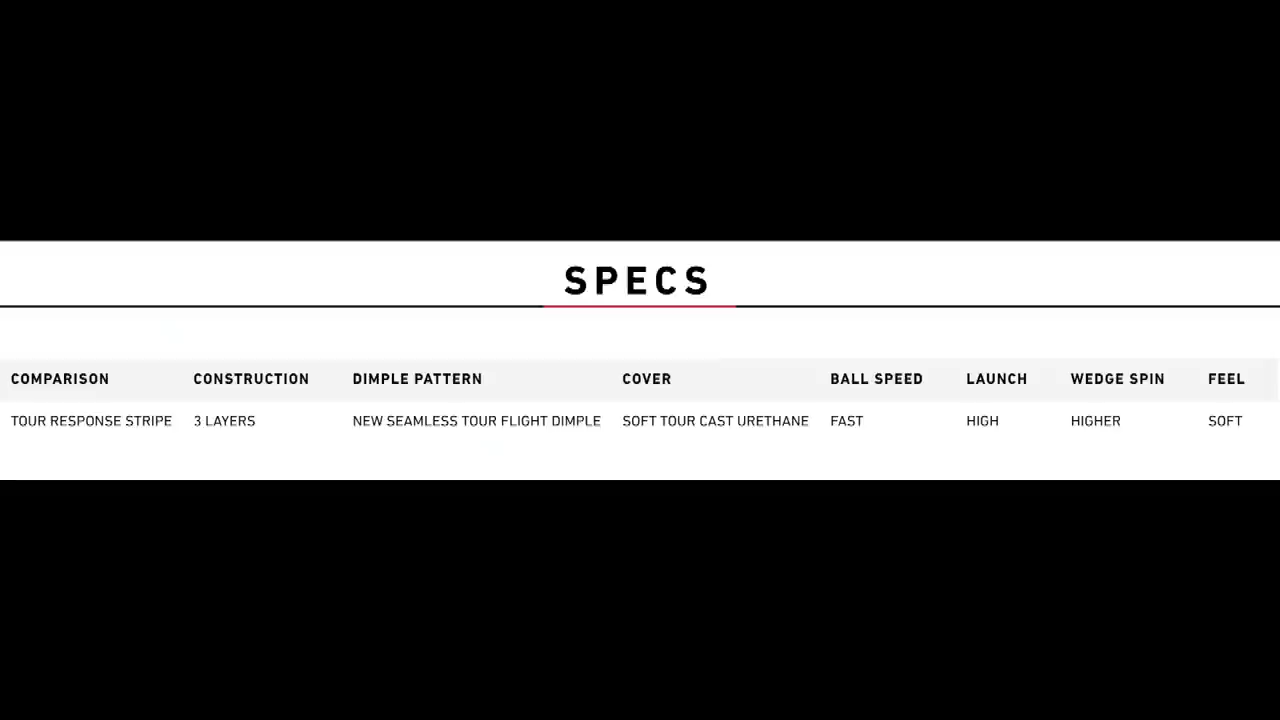 SPECS
COMPARISON CONSTRUCTION DIMPLE PATTERN COVER BALL SPEED LAUNCH WEDGE SPIN FEEL
TOUR RESPONSE STRIPE 3 LAYERS NEW SEAMLESS TOUR FLIGHT DIMPLE SOFT TOUR CAST URETHANE FAST HIGH HIGHER SOFT